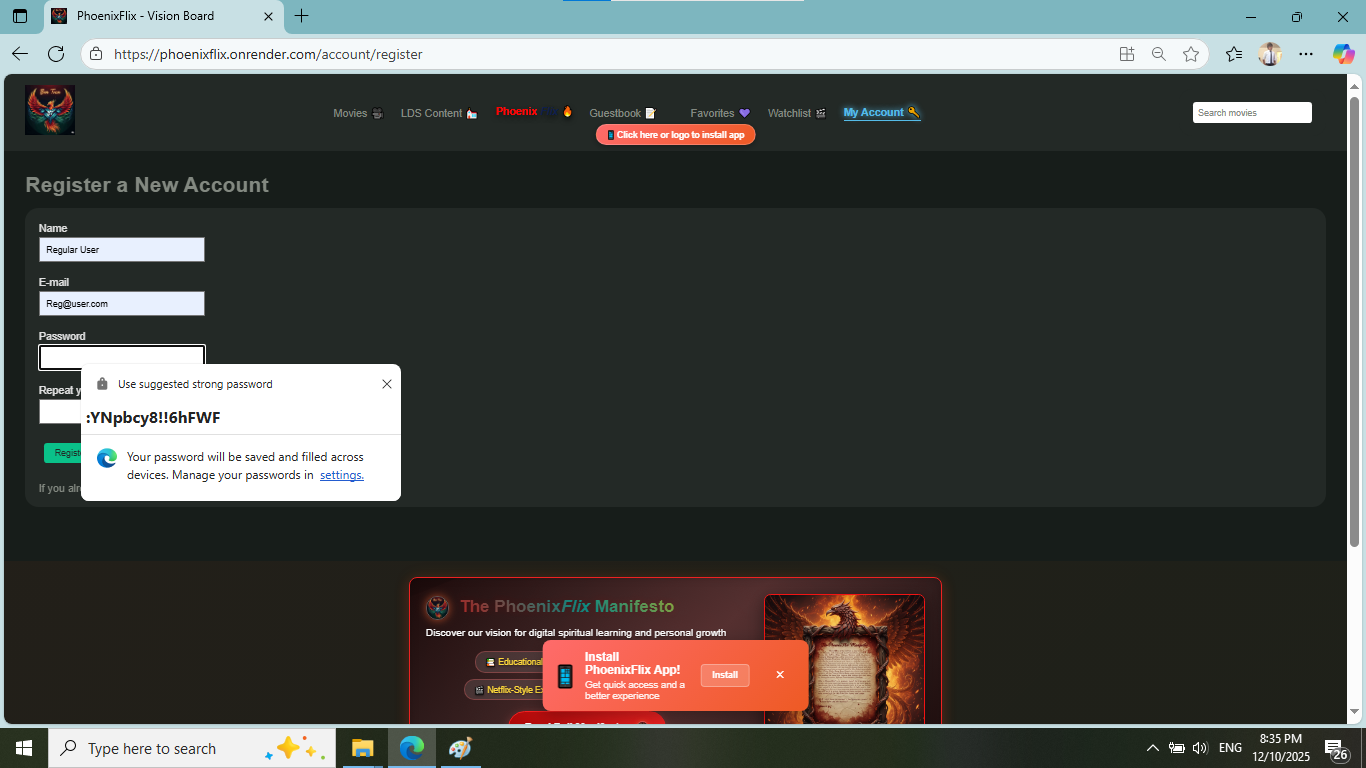 PhoenixFlix - Vision Board
https://phoenixflix.onrender.com/account/register
Movies
LDS Content
Phoenix
Guestbook
Favorites
Watchlist
My Account
Search movies
Click here or logo to install app
Register a New Account
Name
Regular User
E-mail
Reg@user.com
Password
Use suggested strong password
:YNpbcy8!!6hFWF
Repeat y
Regist
Your password will be saved and filled across
devices. Manage your passwords in settings.
If you alr
The PhoenixFlix Manifesto
Discover our vision for digital spiritual learning and personal growth
Educational
Netflix-Style Ex
Install
PhoenixFlix App!
Get quick access and a
better experience
Install
Type here to search
ENG
8:35 PM
12/10/2025
26